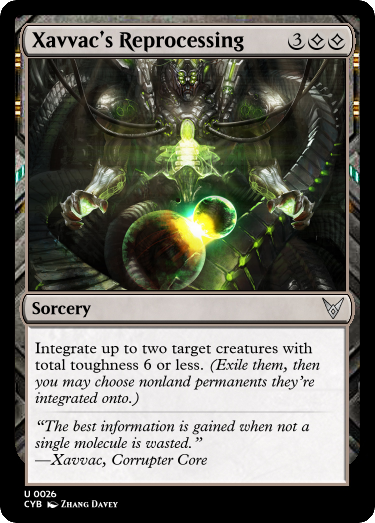 Xavvac's Reprocessing 3
Sorcery
Integrate up to two target creatures with
total toughness 6 or less. (Exile them, then
you may choose nonland permanents they're
integrated onto.)
"The best information is gained when not a
single molecule is wasted."
—Xavvac, Corrupter Core
U 0026
CYB Zhang Davey